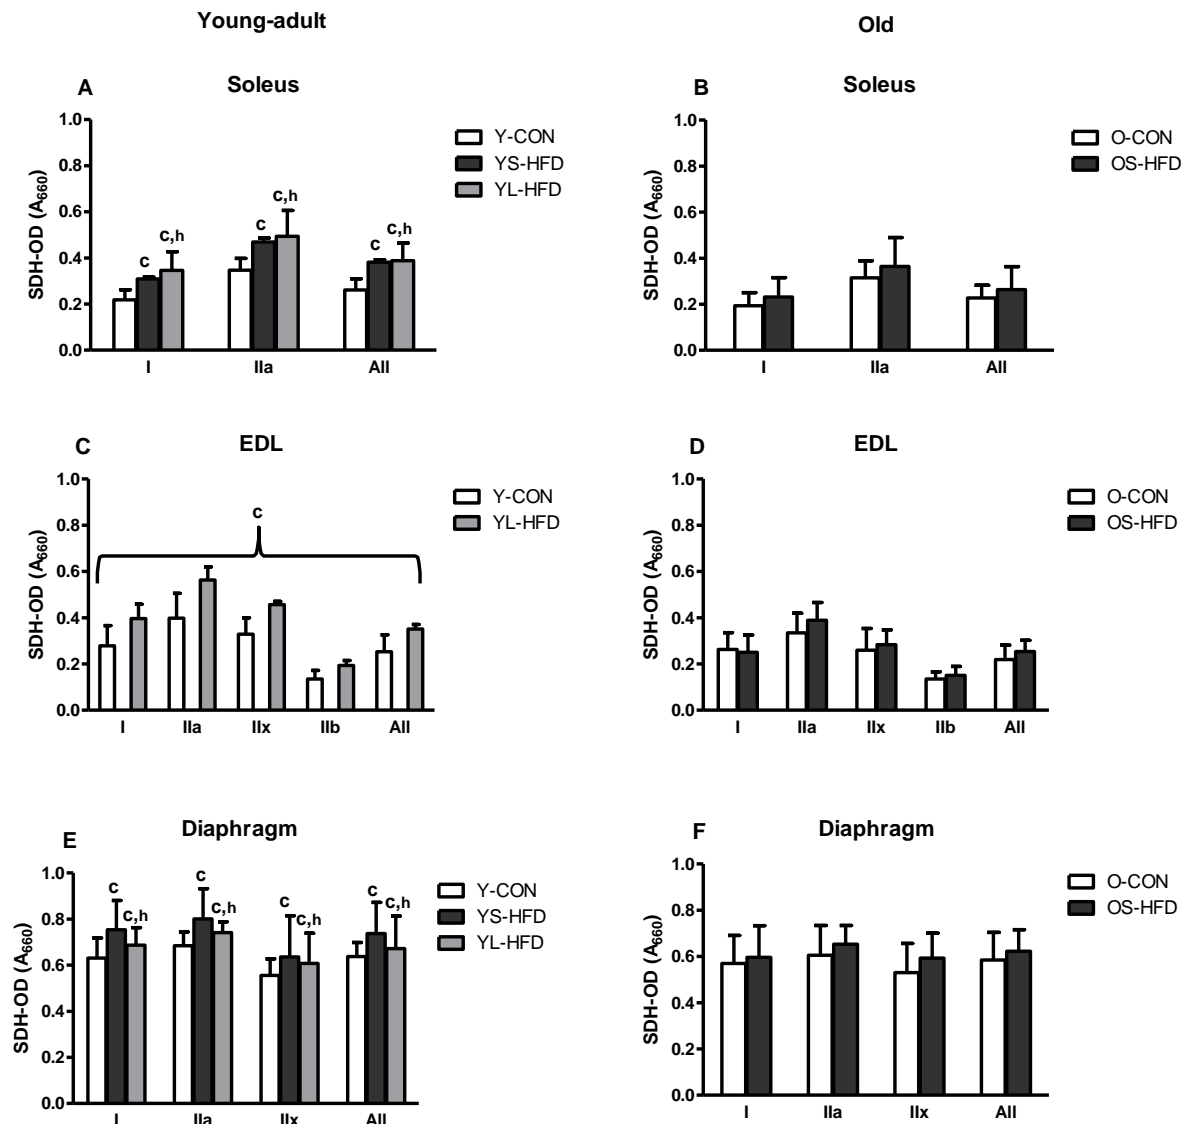 Young-adult
Old
A
Soleus
1.0
0.8
0.6
0.4
0.2
0.0
SDH-OD (A660)
c
c,h
c
c,h
c
c,h
I
IIa
All
Y-CON
YS-HFD
YL-HFD
B
Soleus
1.0
0.8
0.6
0.4
0.2
0.0
SDH-OD (A660)
I
IIa
All
O-CON
OS-HFD
C
EDL
1.0
0.8
0.6
0.4
0.2
0.0
SDH-OD (A660)
c
I
IIa
IIx
IIb
All
Y-CON
YL-HFD
D
EDL
1.0
0.8
0.6
0.4
0.2
0.0
SDH-OD (A660)
I
IIa
IIx
IIb
All
O-CON
OS-HFD
E
Diaphragm
1.0
0.8
0.6
0.4
0.2
0.0
SDH-OD (A660)
c
c,h
c
c,h
c
c,h
c
c,h
I
IIa
IIx
All
Y-CON
YS-HFD
YL-HFD
F
Diaphragm
1.0
0.8
0.6
0.4
0.2
0.0
SDH-OD (A660)
I
IIa
IIx
All
O-CON
OS-HFD